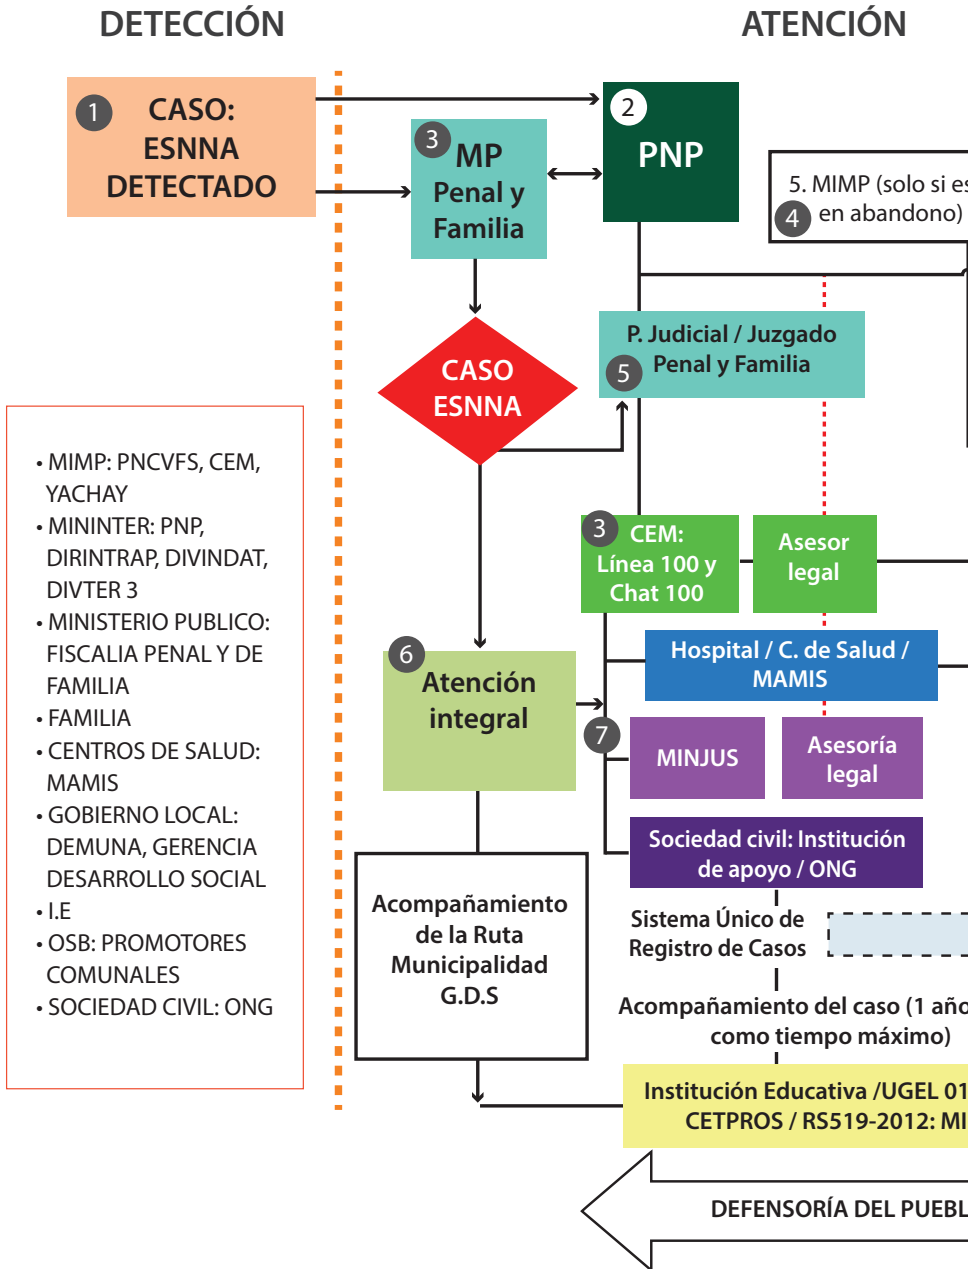 DETECCIÓN
ATENCIÓN
1
CASO:
ESNNA
DETECTADO
2
PNP
3
MP
Penal y
Familia
5. MIMP (solo si es
4
en abandono)
P. Judicial / Juzgado
5
Penal y Familia
CASO
ESNNA
• MIMP: PNCVFS, CEM,
YACHAY
• MININTER: PNP,
DIRINTRAP, DIVINDAT,
DIVTER 3
• MINISTERIO PUBLICO:
FISCALIA PENAL Y DE
FAMILIA
• FAMILIA
• CENTROS DE SALUD:
MAMIS
• GOBIERNO LOCAL:
DEMUNA, GERENCIA
DESARROLLO SOCIAL
• I.E
• OSB: PROMOTORES
COMUNALES
• SOCIEDAD CIVIL: ONG
3
CEM:
Línea 100 y
Chat 100
Asesor
legal
Hospital / C. de Salud /
MAMIS
6
Atención
integral
7
MINJUS
Asesoría
legal
Sociedad civil: Institución
de apoyo / ONG
Acompañamiento
de la Ruta
Municipalidad
G.D.S
Sistema Único de
Registro de Casos
Acompañamiento del caso (1 año
como tiempo máximo)
Institución Educativa /UGEL 01
CETPROS / RS519-2012: MI
DEFENSORÍA DEL PUEBL